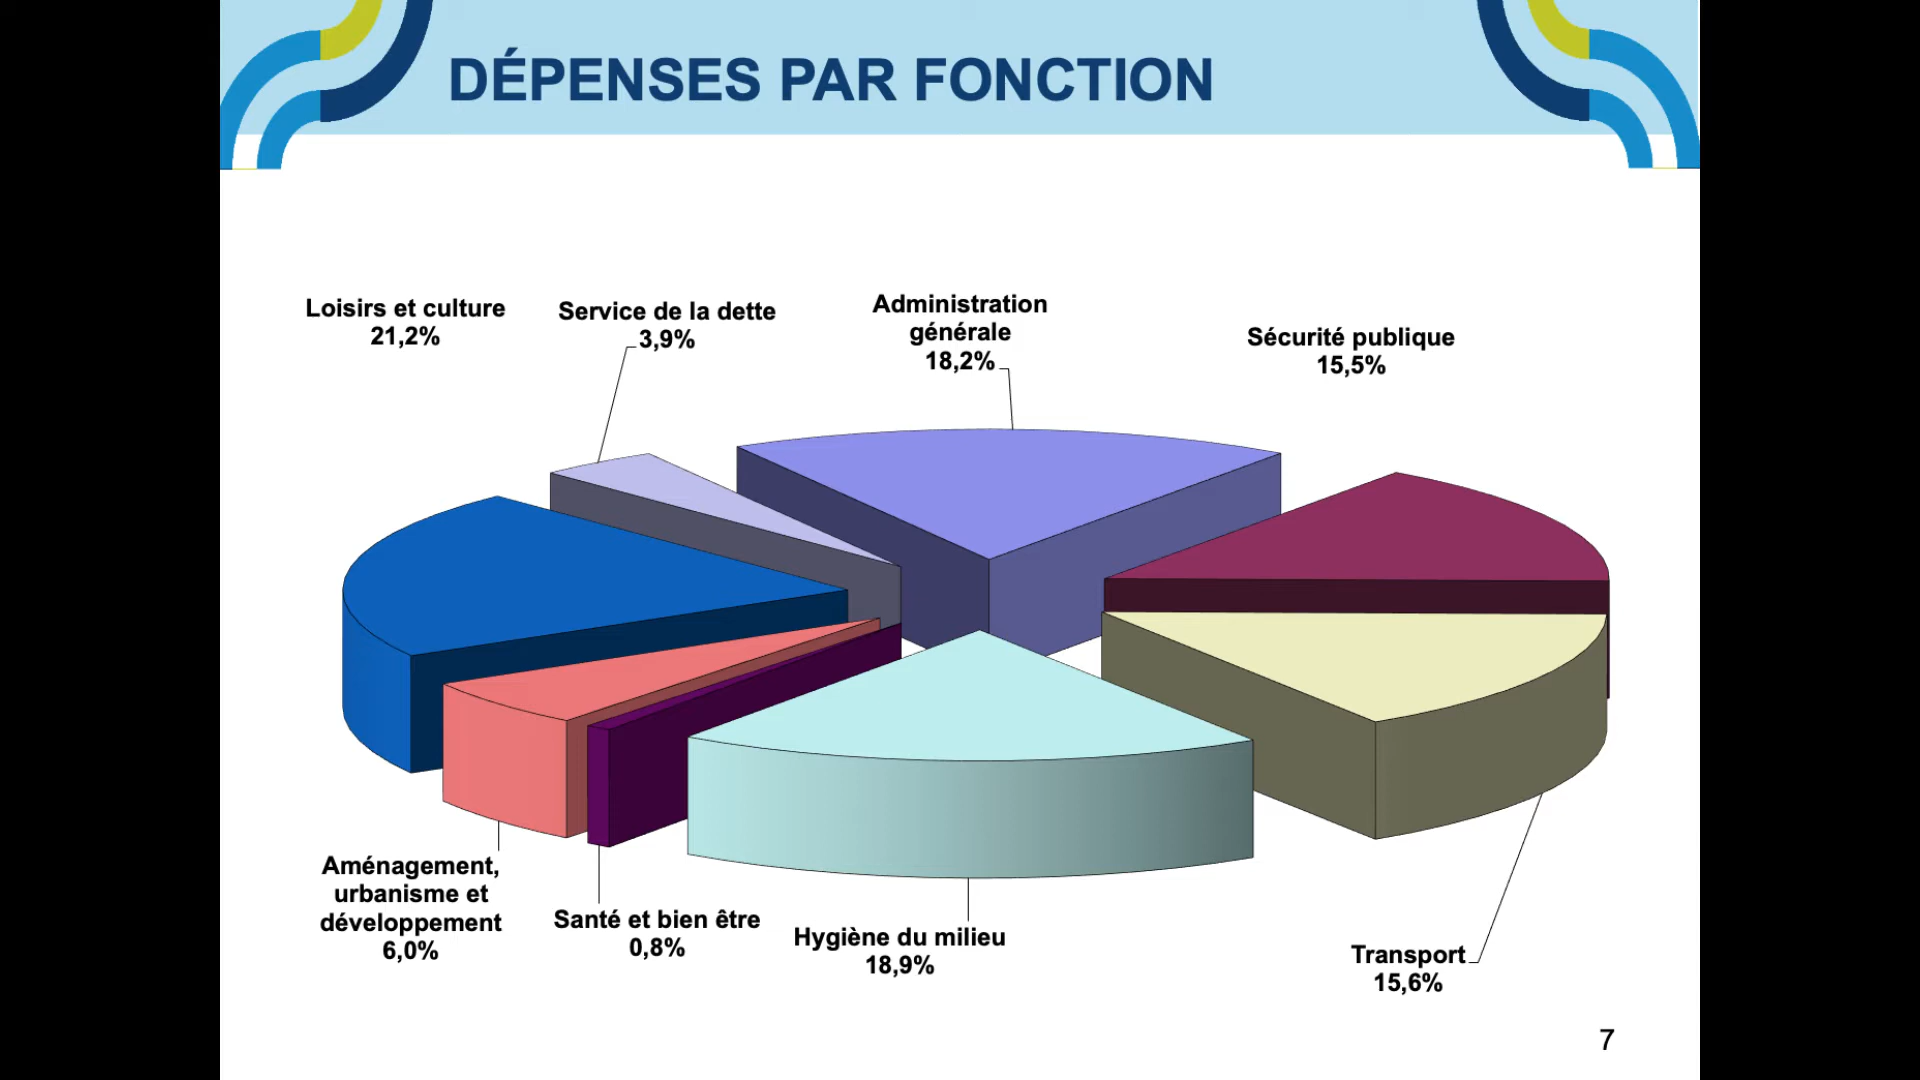 DÉPENSES PAR FONCTION
Loisirs et culture
21,2%
Service de la dette
3,9%
Administration
générale
18,2%
Sécurité publique
15,5%
Aménagement,
urbanisme et
développement
6,0%
Santé et bien être
0,8%
Hygiène du milieu
18,9%
Transport
15,6%
7